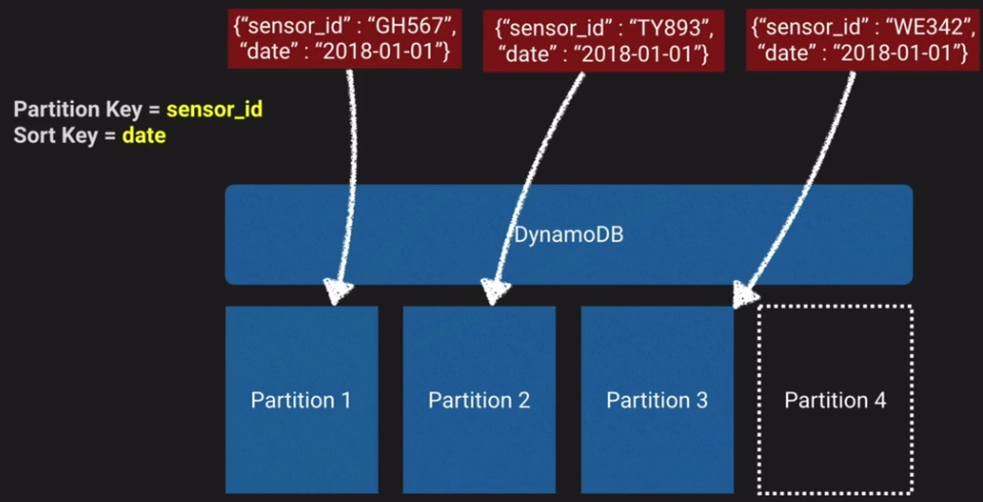 {“sensor_id” : “GH567”,
“date” : “2018-01-01”}
{“sensor_id” : “TY893”,
“date” : “2018-01-01”}
{“sensor_id” : “WE342”,
“date” : “2018-01-01”}
Partition Key = sensor_id
Sort Key = date
DynamoDB
Partition 1
Partition 2
Partition 3
Partition 4